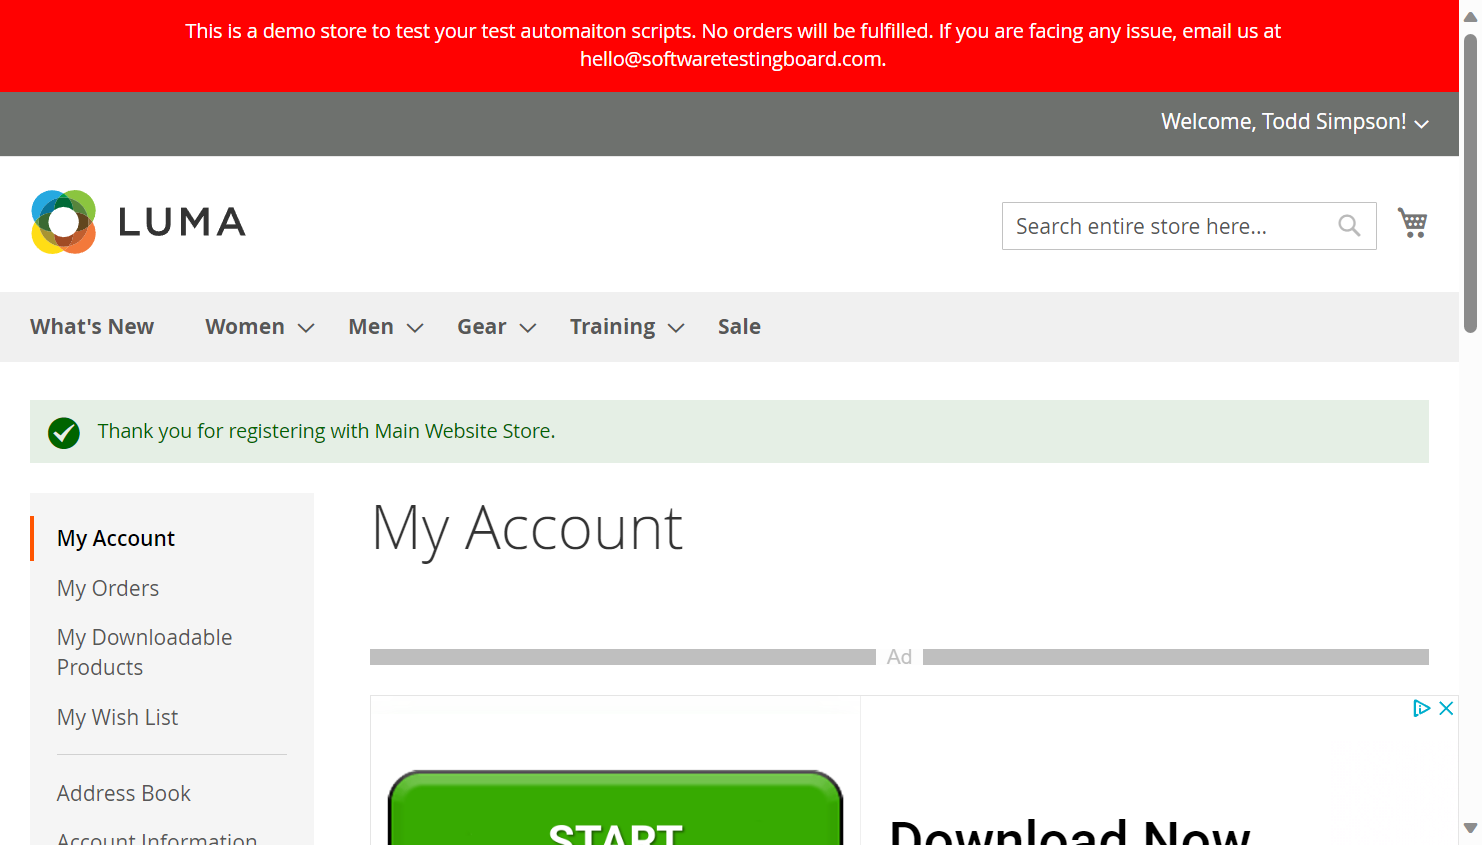 This is a demo store to test your test automaiton scripts. No orders will be fulfilled. If you are facing any issue, email us at
hello@softwaretestingboard.com.
Welcome, Todd Simpson!
LUMA
Search entire store here...
What's New
Women
Men
Gear
Training
Sale
Thank you for registering with Main Website Store.
My Account
My Orders
My Downloadable
Products
My Wish List
Address Book
Account Information
My Account
Ad
START
Download Now